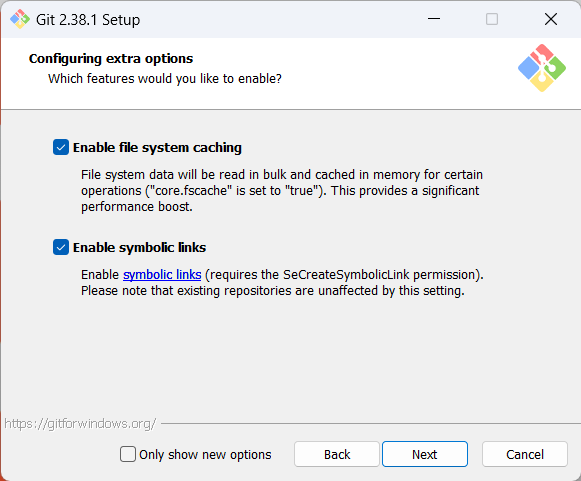 Git 2.38.1 Setup
Configuring extra options
Which features would you like to enable?
Enable file system caching
File system data will be read in bulk and cached in memory for certain
operations ("core.fscache" is set to "true"). This provides a significant
performance boost.
Enable symbolic links
Enable symbolic links (requires the SeCreateSymbolicLink permission).
Please note that existing repositories are unaffected by this setting.
https://gitforwindows.org/
Only show new options
Back
Next
Cancel